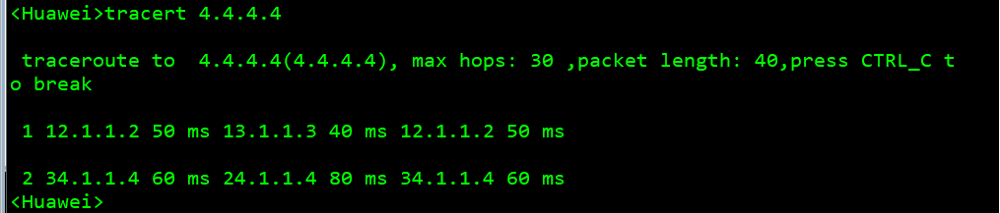 <Huawei>tracert 4.4.4.4
traceroute to  4.4.4.4(4.4.4.4), max hops: 30 ,packet length: 40,press CTRL_C t
o break
1 12.1.1.2 50 ms 13.1.1.3 40 ms 12.1.1.2 50 ms
2 34.1.1.4 60 ms 24.1.1.4 80 ms 34.1.1.4 60 ms
<Huawei>